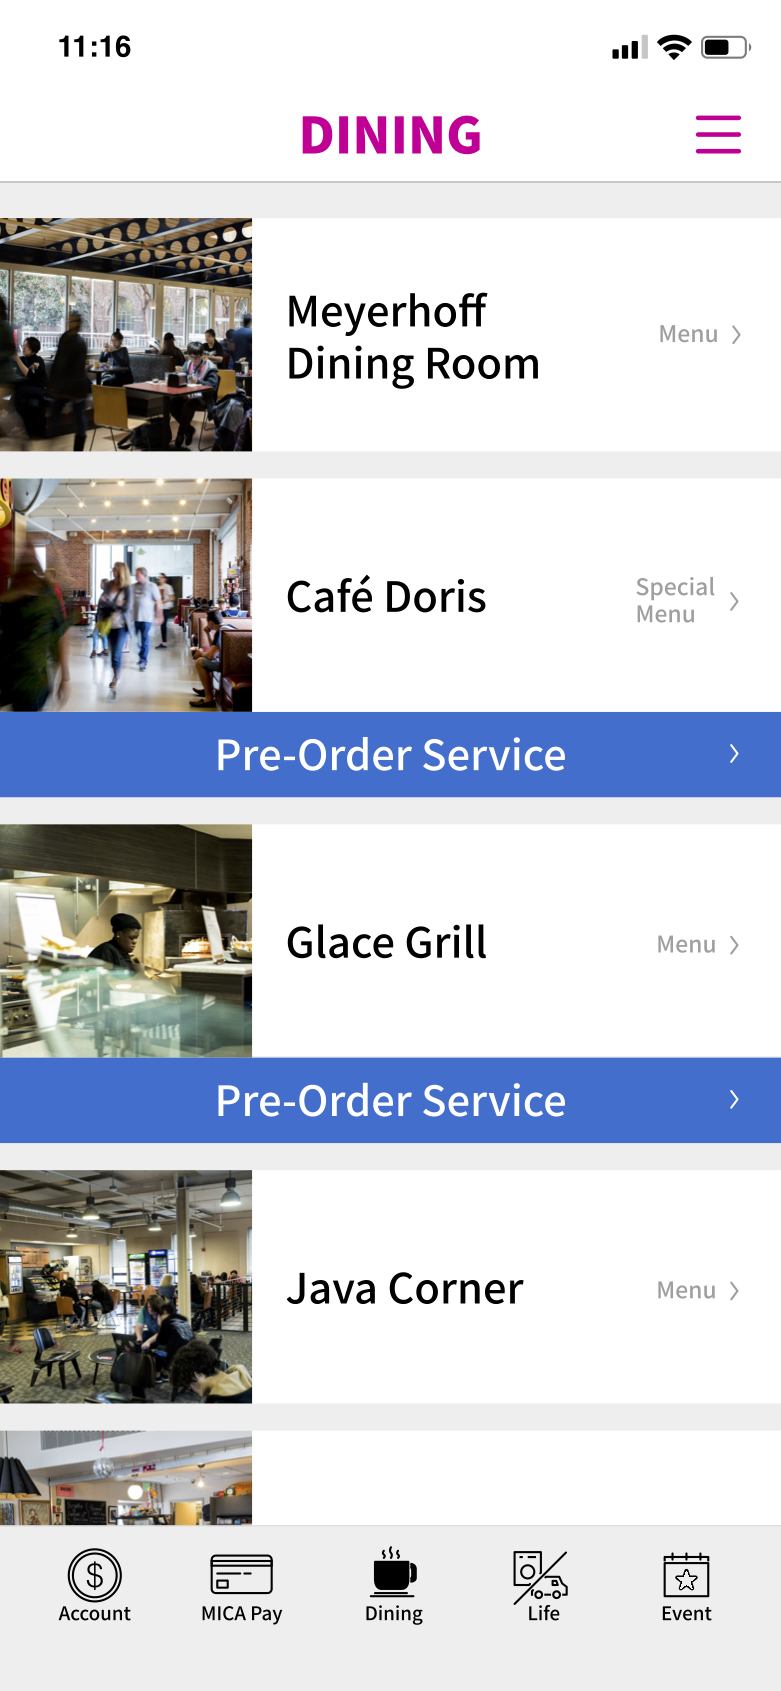 11:16
DINING
Meyerhoff
Dining Room
Menu
Café Doris
Special
Menu
Pre-Order Service
Glace Grill
Menu
Pre-Order Service
Java Corner
Menu
$
Account
MICA Pay
Dining
Life
Event